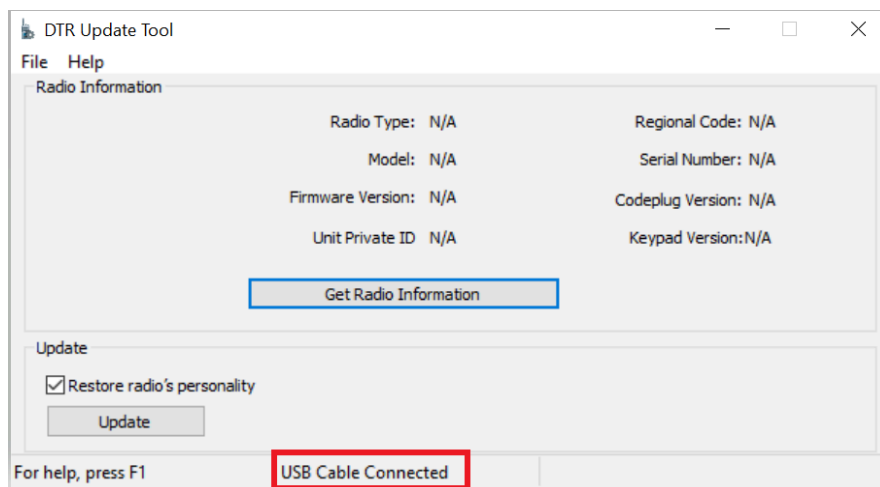 DTR Update Tool
File Help
Radio Information
Radio Type: N/A Regional Code: N/A
Model: N/A Serial Number: N/A
Firmware Version: N/A Codeplug Version: N/A
Unit Private ID N/A Keypad Version:N/A
Get Radio Information
Update
Restore radio's personality
Update
For help, press F1 USB Cable Connected